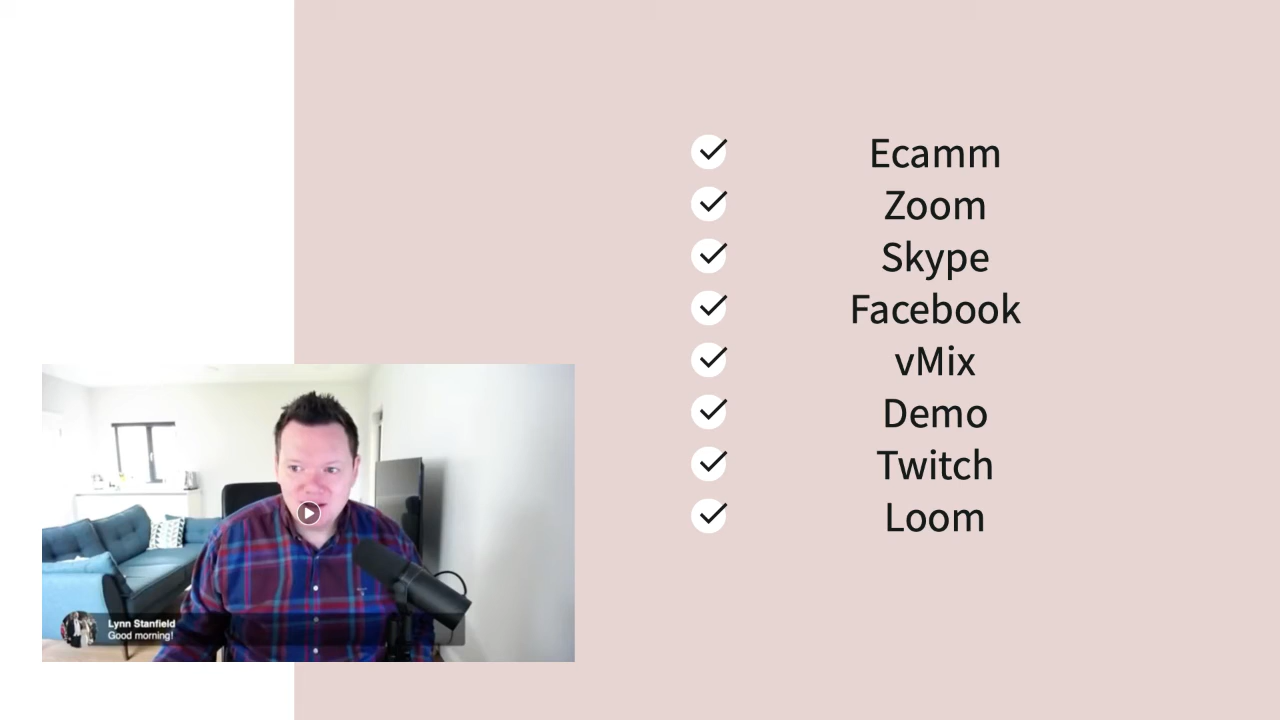 Ecamm
Zoom
Skype
Facebook
vMix
Demo
Twitch
Loom
Lynn Stanfield
Good morning!